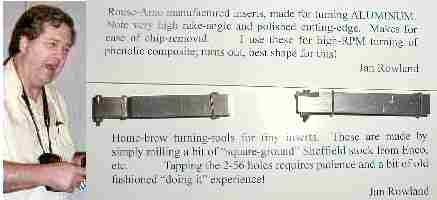 Rouse-Arno manufactured inserts, made for turning ALUMINUM.
Note very high rake-angle and polished cutting-edge. Makes for
ease of chip-removal. I use these for high-RPM turning of
phenolic composite; turns out, best shape for this!
Jan Rowland
Home-brew turning-tools for tiny inserts. These are made by
simply milling a bit of "square-ground" Sheffield stock from Enco,
etc. Tapping the 2-56 holes requires patience and a bit of old
fashioned "doing it" experience!
Jan Rowland